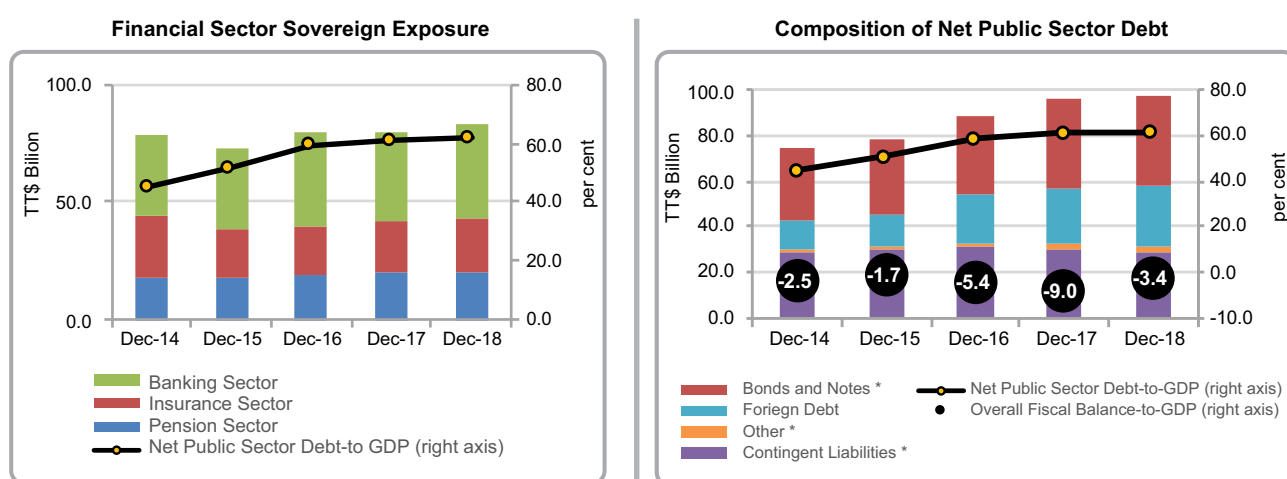 Financial Sector Sovereign Exposure
100.0
50.0
0.0
TT$ Bilion
80.0
60.0
40.0
20.0
0.0
per cent
Dec-14 Dec-15 Dec-16 Dec-17 Dec-18
Banking Sector
Insurance Sector
Pension Sector
Net Public Sector Debt-to GDP (right axis)
Composition of Net Public Sector Debt
100.0
80.0
60.0
40.0
20.0
0.0
TT$ Billion
80.0
60.0
40.0
20.0
0.0
-10.0
per cent
-2.5 -1.7 -5.4 -9.0 -3.4
Dec-14 Dec-15 Dec-16 Dec-17 Dec-18
Bonds and Notes *
Foriegn Debt
Other *
Contingent Liabilities *
Net Public Sector Debt-to-GDP (right axis)
Overall Fiscal Balance-to-GDP (right axis)